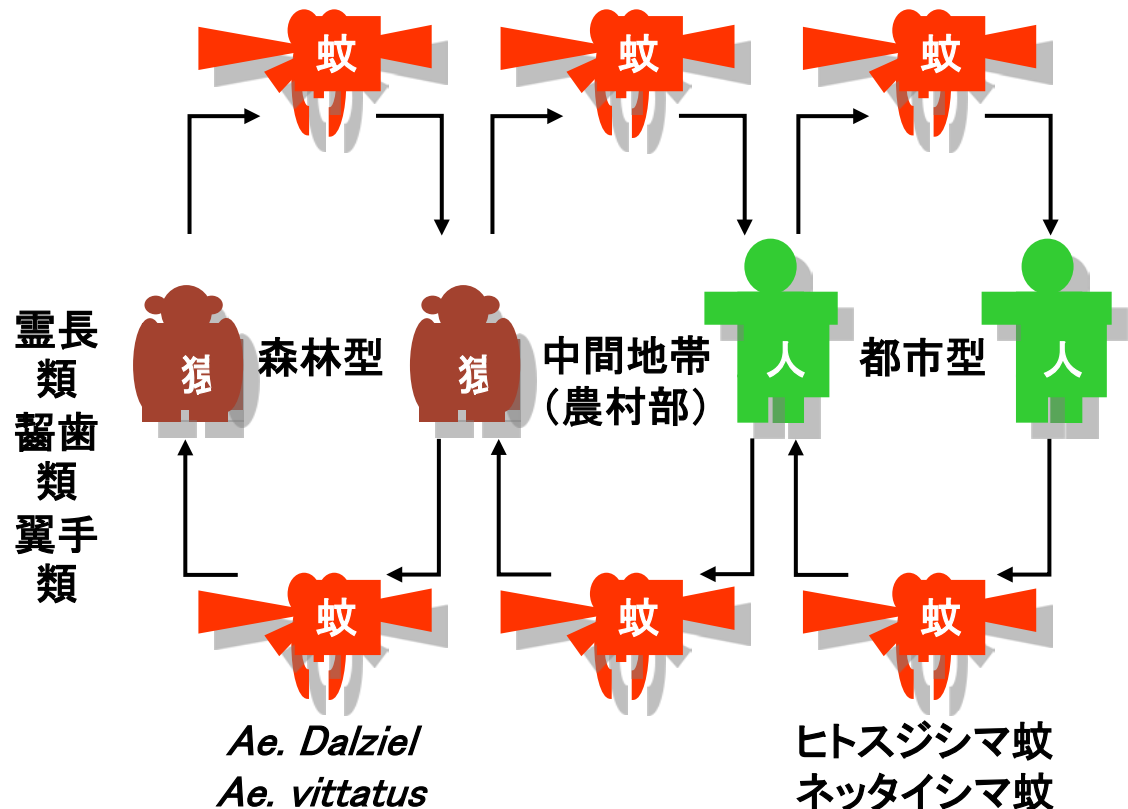 蚊
蚊
蚊
霊長
類
齧歯
類
翼手
類
猿
森林型
猿
中間地帯
（農村部）
人
都市型
人
蚊
蚊
蚊
Ae. Dalziel
Ae. vittatus
ヒトスジシマ蚊
ネッタイシマ蚊